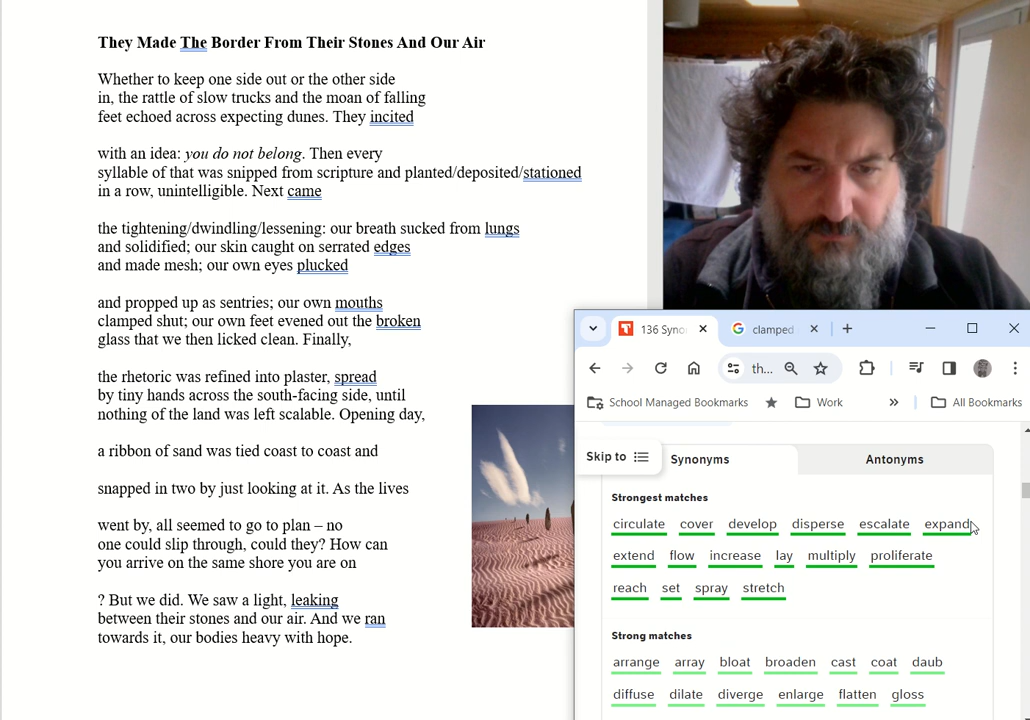 They Made The Border From Their Stones And Our Air
Whether to keep one side out or the other side
in, the rattle of slow trucks and the moan of falling
feet echoed across expecting dunes. They incited
with an idea: you do not belong. Then every
syllable of that was snipped from scripture and planted/deposited/stationed
in a row, unintelligible. Next came
the tightening/dwindling/lessening: our breath sucked from lungs
and solidified; our skin caught on serrated edges
and made mesh; our own eyes plucked
and propped up as sentries; our own mouths
clamped shut; our own feet evened out the broken
glass that we then licked clean. Finally,
the rhetoric was refined into plaster, spread
by tiny hands across the south-facing side, until
nothing of the land was left scalable. Opening day,
a ribbon of sand was tied coast to coast and
snapped in two by just looking at it. As the lives
went by, all seemed to go to plan – no
one could slip through, could they? How can
you arrive on the same shore you are on
? But we did. We saw a light, leaking
between their stones and our air. And we ran
towards it, our bodies heavy with hope.
136 Syno
clamped
th...
School Managed Bookmarks
Work
»
All Bookmarks
Skip to
Synonyms
Antonyms
Strongest matches
circulate cover develop disperse escalate expand
extend flow increase lay multiply proliferate
reach set spray stretch
Strong matches
arrange array bloat broaden cast coat daub
diffuse dilate diverge enlarge flatten gloss